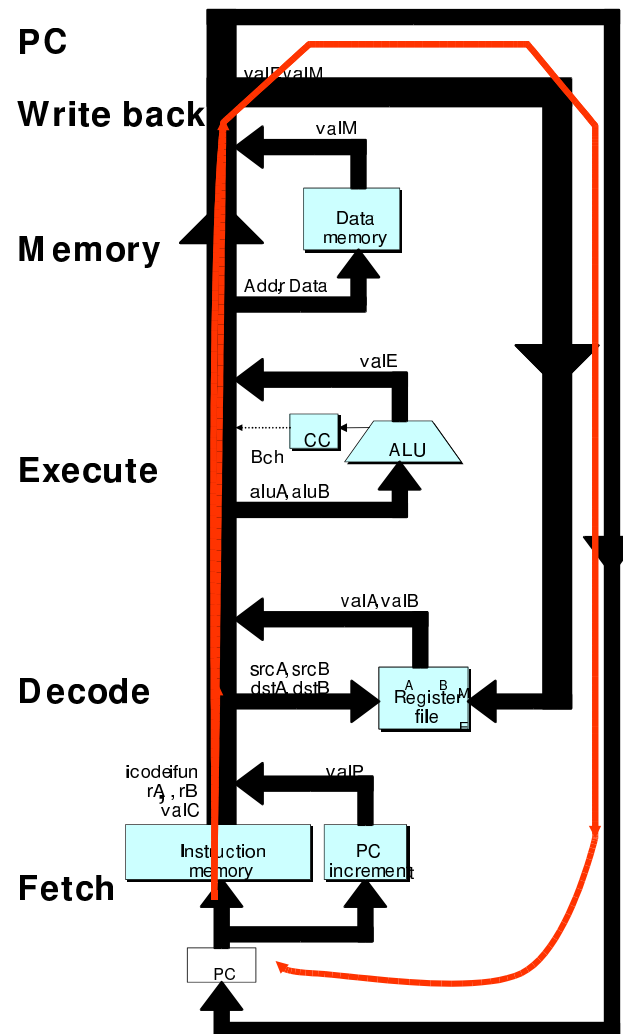 PC
valE, valM
Write back
valM
Data
memory
Memory
Addr, Data
valE
CC
ALU
Bch
Execute
aluA, aluB
valA, valB
srcA, srcB
dstA, dstB
A B
M
Register
file
E
Decode
icode ifun
rA, rB
valC
valP
Instruction
memory
PC
increment
Fetch
PC